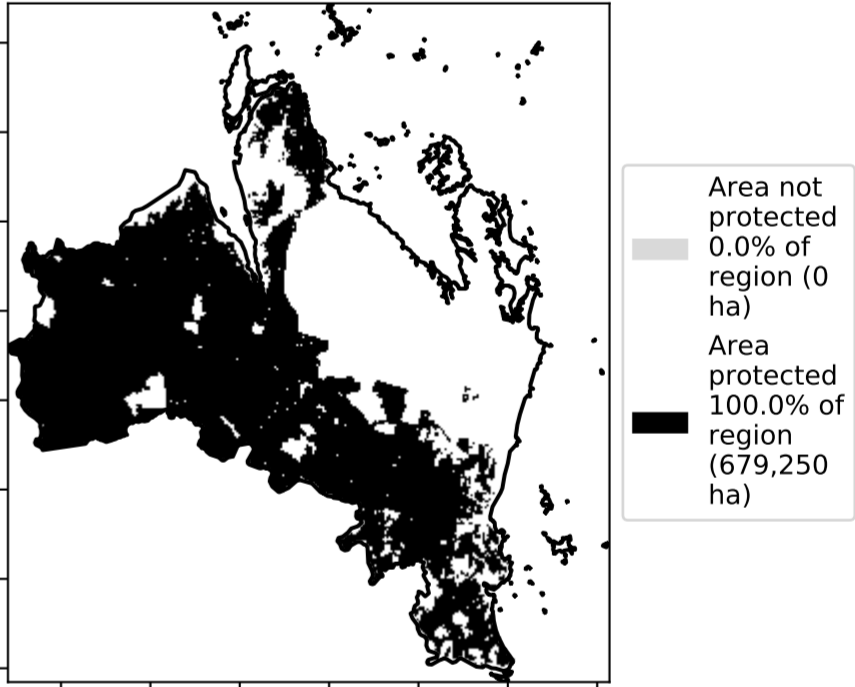 Area not
protected
0.0% of
region (0
ha)
Area
protected
100.0% of
region
(679,250
ha)